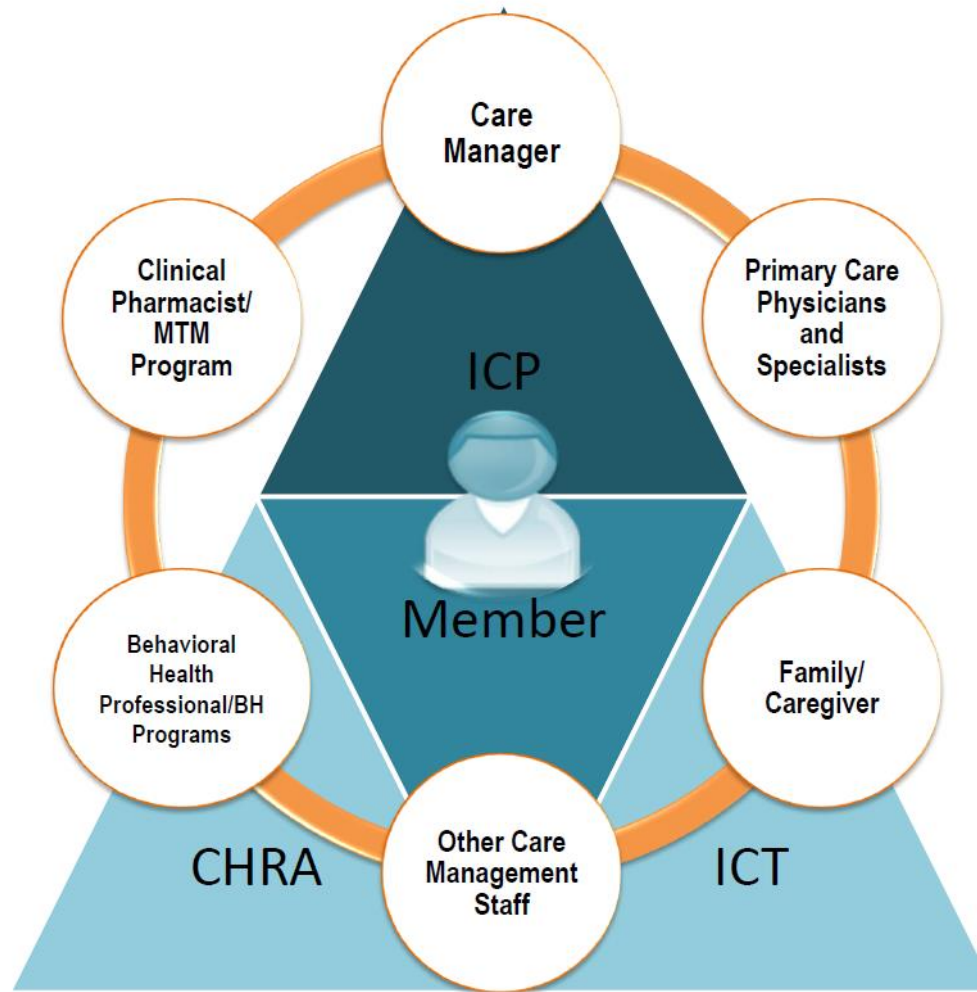 Care
Manager
Clinical
Pharmacist/
MTM
Program
Primary Care
Physicians
and
Specialists
ICP
Member
Behavioral
Health
Professional/BH
Programs
Family/
Caregiver
CHRA
Other Care
Management
Staff
ICT